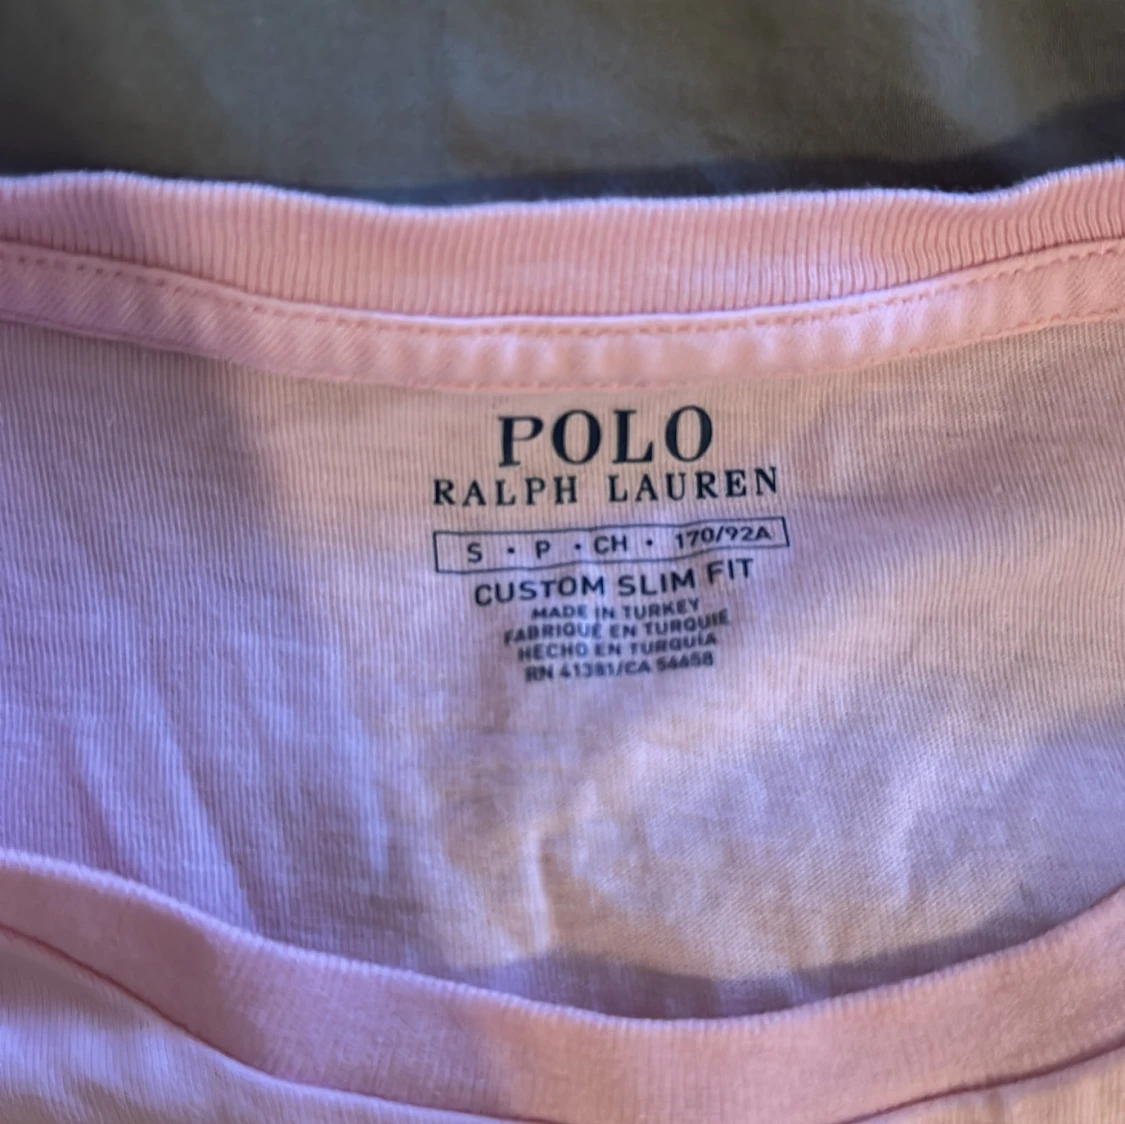 POLO
RALPH LAUREN
S • P • CH • 170/92A
CUSTOM SLIM FIT
MADE IN TURKEY
FABRIQUÉ EN TURQUIE
HECHO EN TURQUÍA
RN 41381/CA 56658